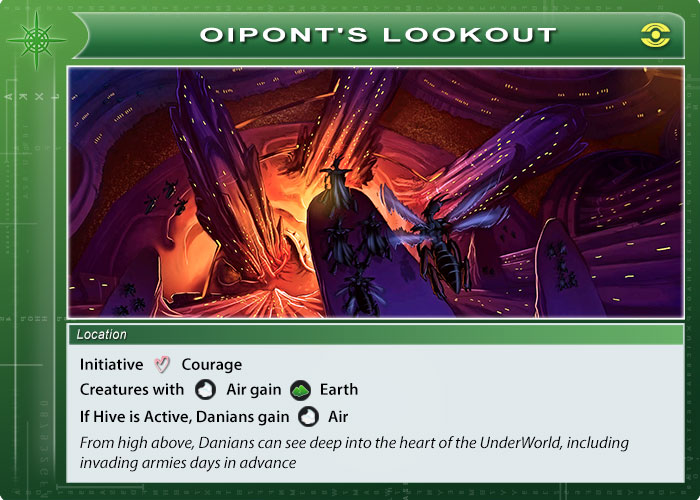 OIPONT'S LOOKOUT
Location
Initiative Courage
Creatures with Air gain Earth
If Hive is Active, Danians gain Air
From high above, Danians can see deep into the heart of the UnderWorld, including
invading armies days in advance